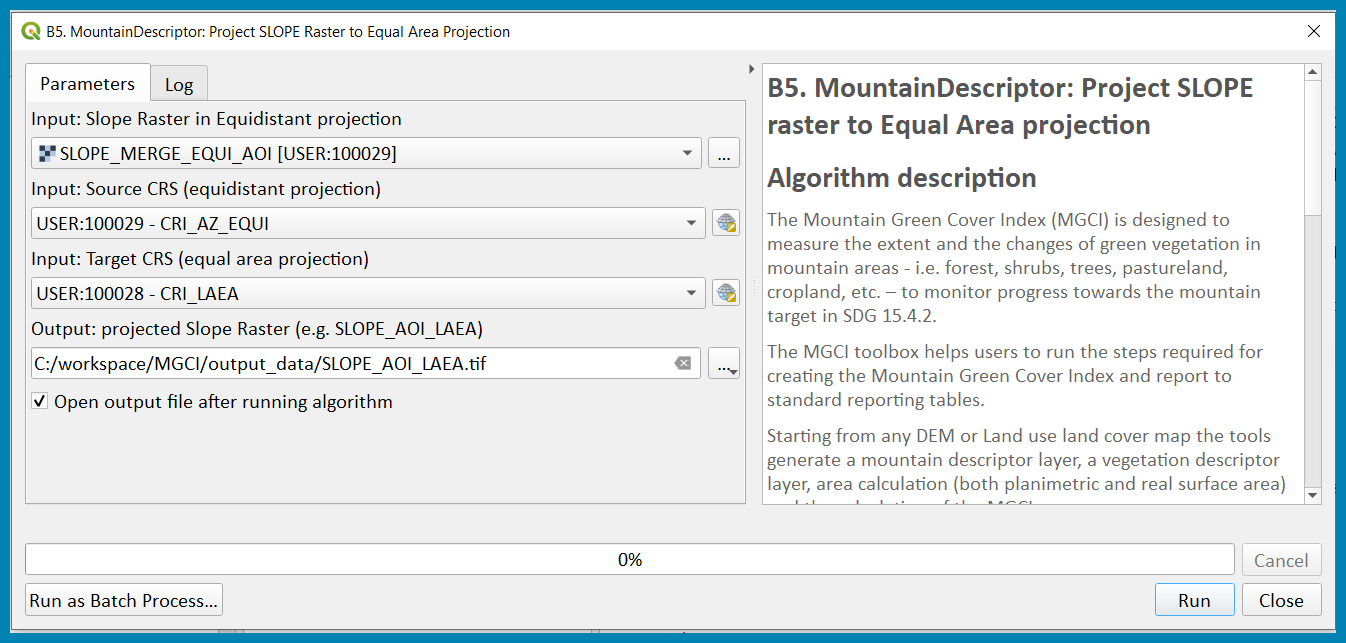 B5. MountainDescriptor: Project SLOPE Raster to Equal Area Projection
Parameters
Log
Input: Slope Raster in Equidistant projection
SLOPE_MERGE_EQUI_AOI [USER:100029]
...
Input: Source CRS (equidistant projection)
USER:100029 - CRI_AZ_EQUI
Input: Target CRS (equal area projection)
USER:100028 - CRI_LAEA
Output: projected Slope Raster (e.g. SLOPE_AOI_LAEA)
C:/workspace/MGCI/output_data/SLOPE_AOI_LAEA.tif
...
Open output file after running algorithm
B5. MountainDescriptor: Project SLOPE
raster to Equal Area projection
Algorithm description
The Mountain Green Cover Index (MGCI) is designed to
measure the extent and the changes of green vegetation in
mountain areas - i.e. forest, shrubs, trees, pastureland,
cropland, etc. – to monitor progress towards the mountain
target in SDG 15.4.2.
The MGCI toolbox helps users to run the steps required for
creating the Mountain Green Cover Index and report to
standard reporting tables.
Starting from any DEM or Land use land cover map the tools
generate a mountain descriptor layer, a vegetation descriptor
layer, area calculation (both planimetric and real surface area)
0%
Cancel
Run as Batch Process...
Run
Close